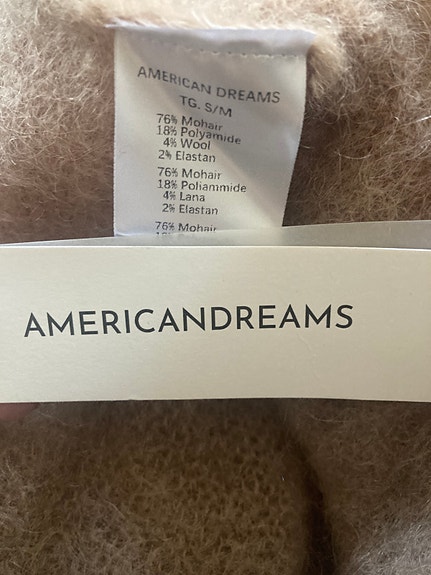 AMERICAN DREAMS
TG. S/M
76% Mohair
18% Polyamide
4% Wool
2% Elastan
76% Mohair
18% Poliammide
4% Lana
2% Elastan
76% Mohair
AMERICANDREAMS